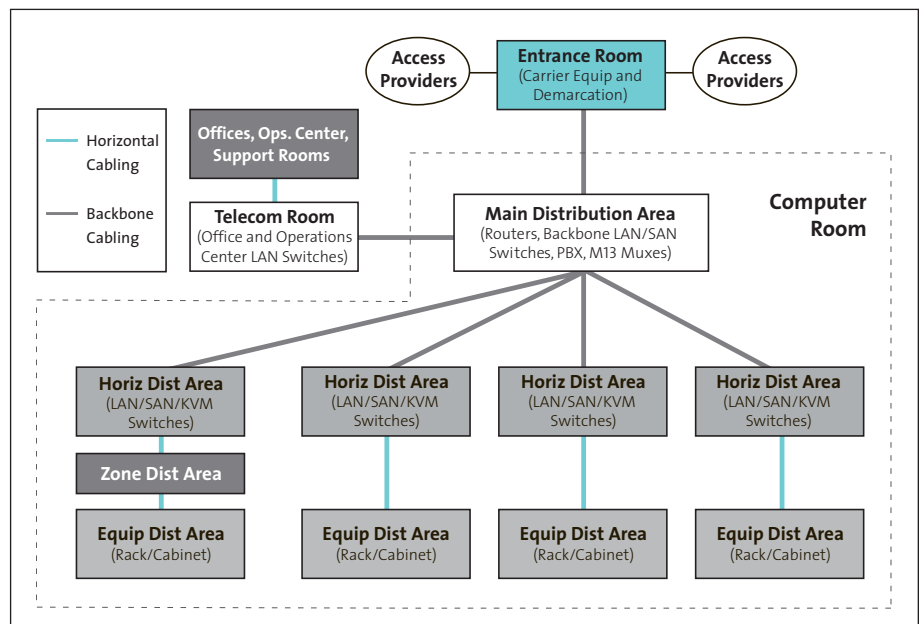 Access
Providers
Entrance Room
(Carrier Equip and
Demarcation)
Access
Providers
Horizontal
Cabling
Backbone
Cabling
Offices, Ops. Center,
Support Rooms
Telecom Room
(Office and Operations
Center LAN Switches)
Main Distribution Area
(Routers, Backbone LAN/SAN
Switches, PBX, M13 Muxes)
Computer
Room
Horiz Dist Area
(LAN/SAN/KVM
Switches)
Horiz Dist Area
(LAN/SAN/KVM
Switches)
Horiz Dist Area
(LAN/SAN/KVM
Switches)
Horiz Dist Area
(LAN/SAN/KVM
Switches)
Zone Dist Area
Equip Dist Area
(Rack/Cabinet)
Equip Dist Area
(Rack/Cabinet)
Equip Dist Area
(Rack/Cabinet)
Equip Dist Area
(Rack/Cabinet)